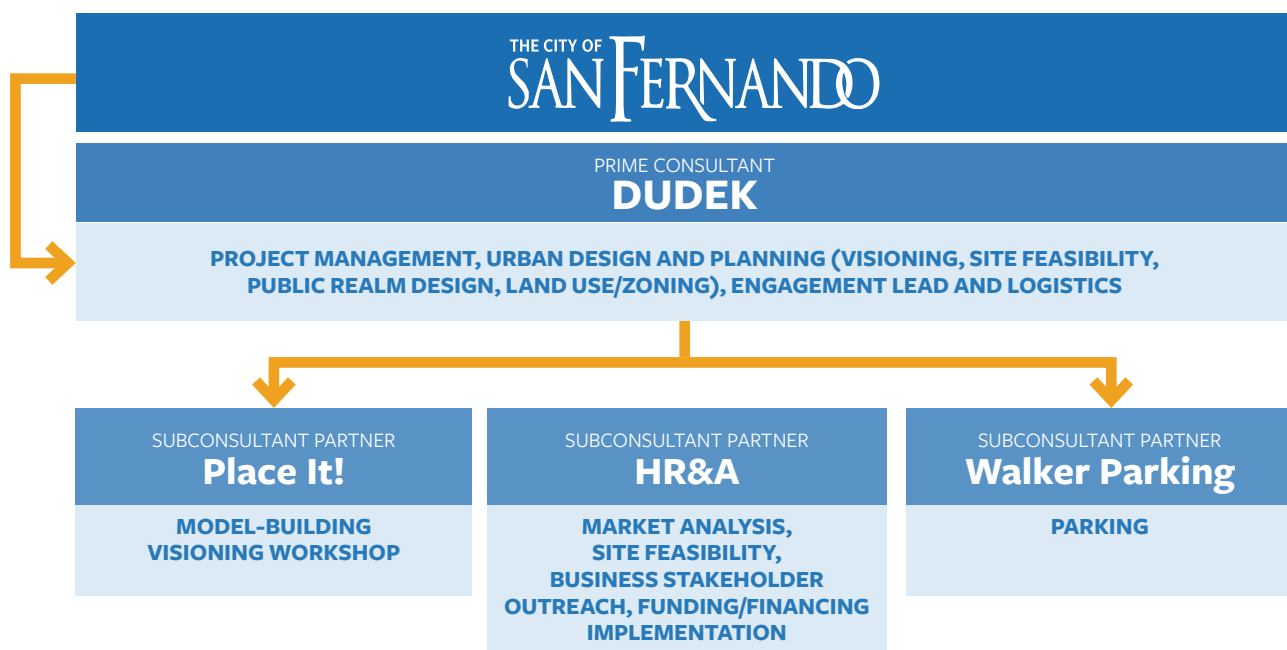 THE CITY OF
SAN FERNANDO
PRIME CONSULTANT
DUDEK
PROJECT MANAGEMENT, URBAN DESIGN AND PLANNING (VISIONING, SITE FEASIBILITY,
PUBLIC REALM DESIGN, LAND USE/ZONING), ENGAGEMENT LEAD AND LOGISTICS
SUBCONSULTANT PARTNER
Place It!
MODEL-BUILDING
VISIONING WORKSHOP
SUBCONSULTANT PARTNER
HR&A
MARKET ANALYSIS,
SITE FEASIBILITY,
BUSINESS STAKEHOLDER
OUTREACH, FUNDING/FINANCING
IMPLEMENTATION
SUBCONSULTANT PARTNER
Walker Parking
PARKING